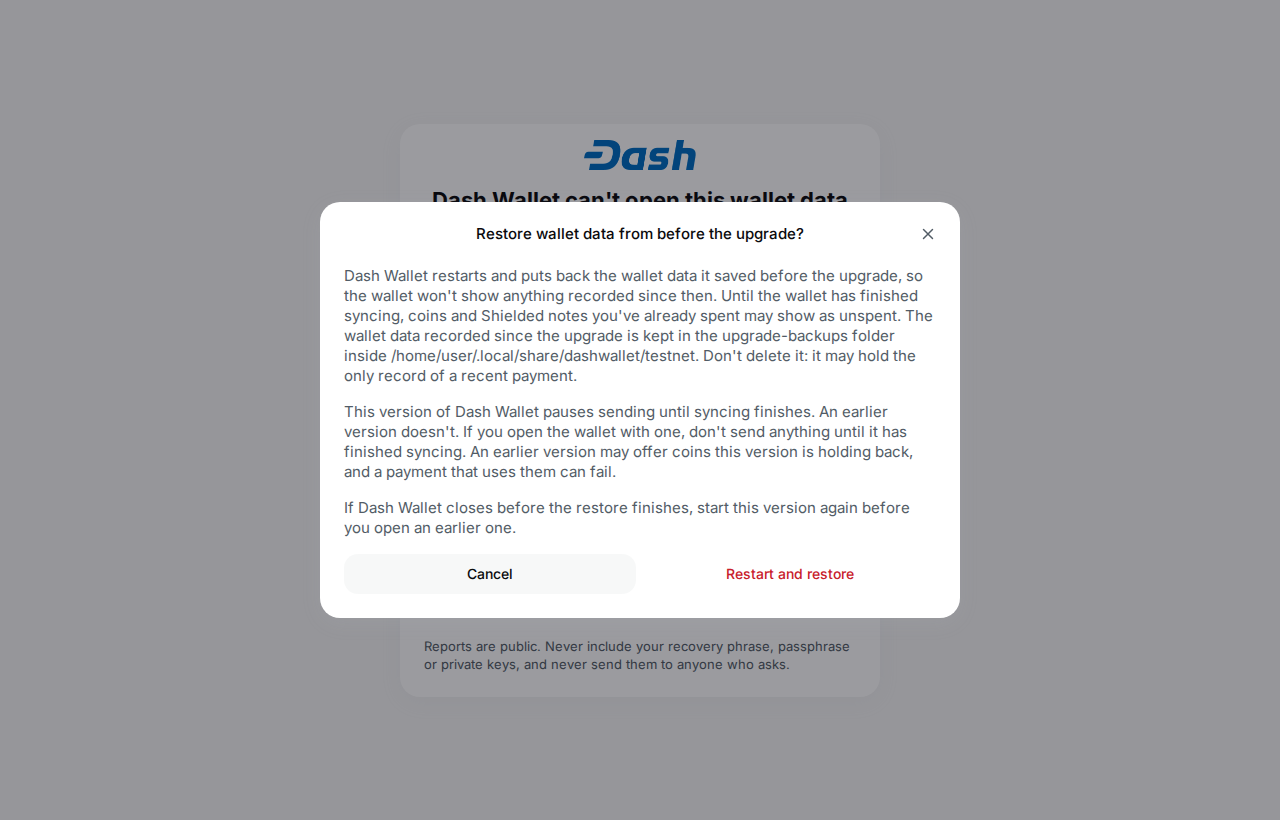 Dash
Dash Wallet can't open this wallet data
Restore wallet data from before the upgrade?
Dash Wallet restarts and puts back the wallet data it saved before the upgrade, so
the wallet won't show anything recorded since then. Until the wallet has finished
syncing, coins and Shielded notes you've already spent may show as unspent. The
wallet data recorded since the upgrade is kept in the upgrade-backups folder
inside /home/user/.local/share/dashwallet/testnet. Don't delete it: it may hold the
only record of a recent payment.
This version of Dash Wallet pauses sending until syncing finishes. An earlier
version doesn't. If you open the wallet with one, don't send anything until it has
finished syncing. An earlier version may offer coins this version is holding back,
and a payment that uses them can fail.
If Dash Wallet closes before the restore finishes, start this version again before
you open an earlier one.
Cancel
Restart and restore
Reports are public. Never include your recovery phrase, passphrase
or private keys, and never send them to anyone who asks.